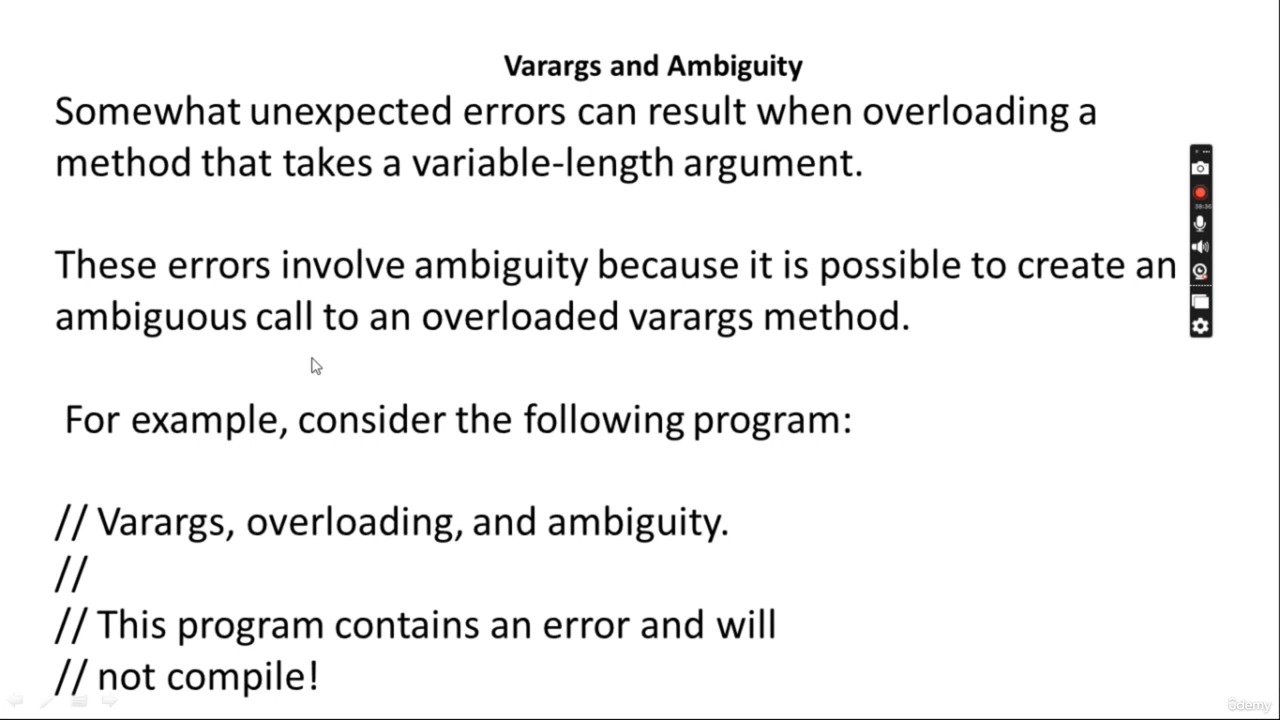 Varargs and Ambiguity
Somewhat unexpected errors can result when overloading a
method that takes a variable-length argument.
These errors involve ambiguity because it is possible to create an
ambiguous call to an overloaded varargs method.
For example, consider the following program:
// Varargs, overloading, and ambiguity.
//
// This program contains an error and will
// not compile!
ûdemy